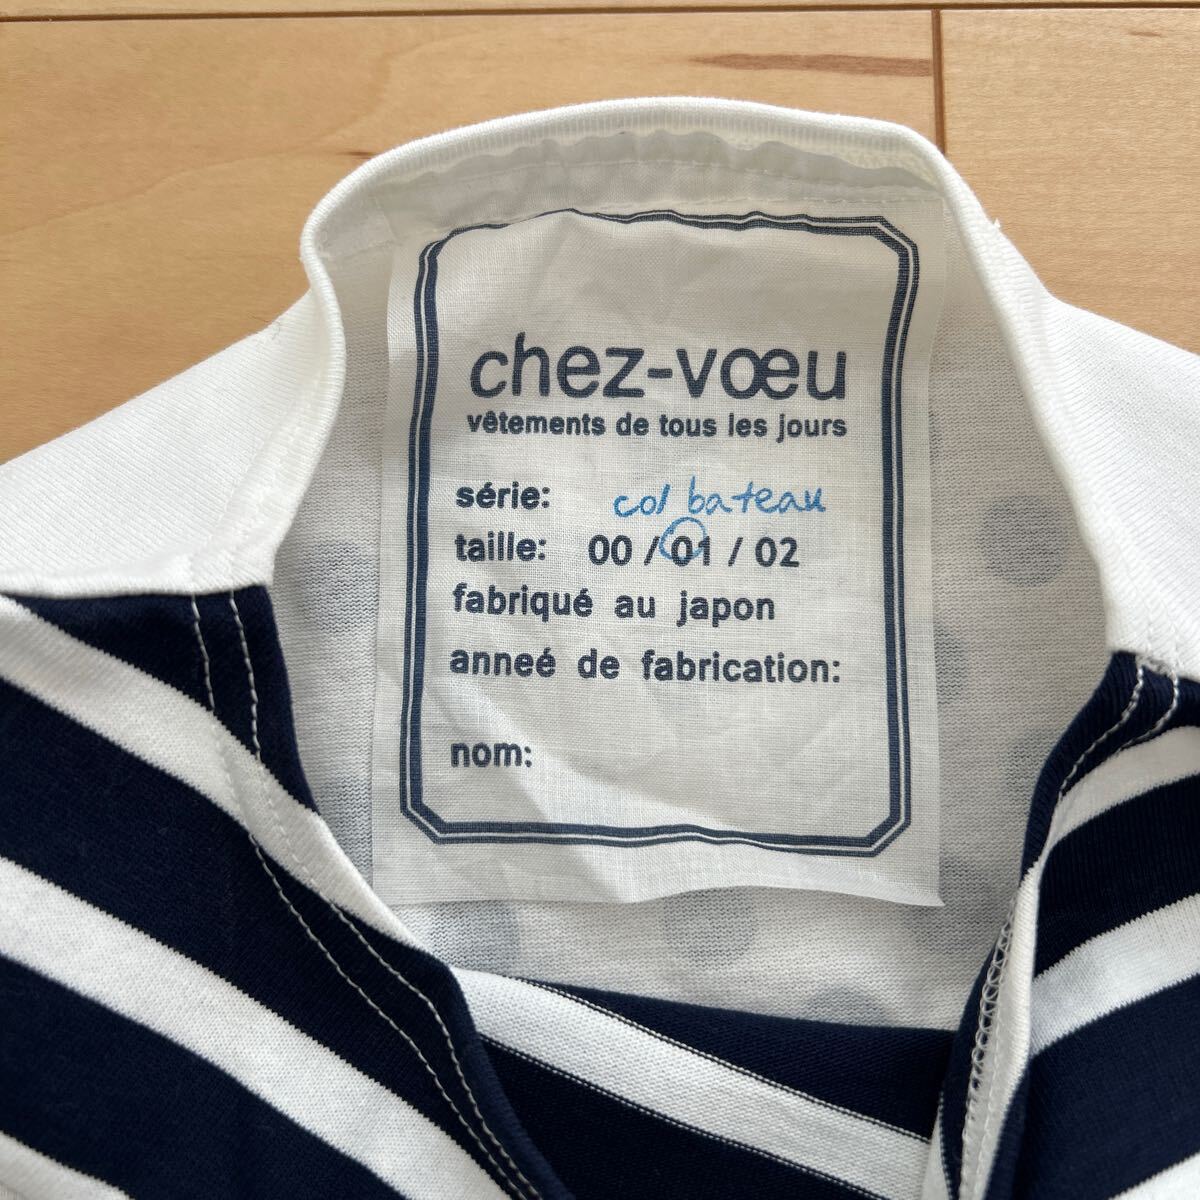 chez-vœu
vêtements de tous les jours
série: col bateau
taille: 00 / 01 / 02
fabriqué au japon
anneé de fabrication:
nom: